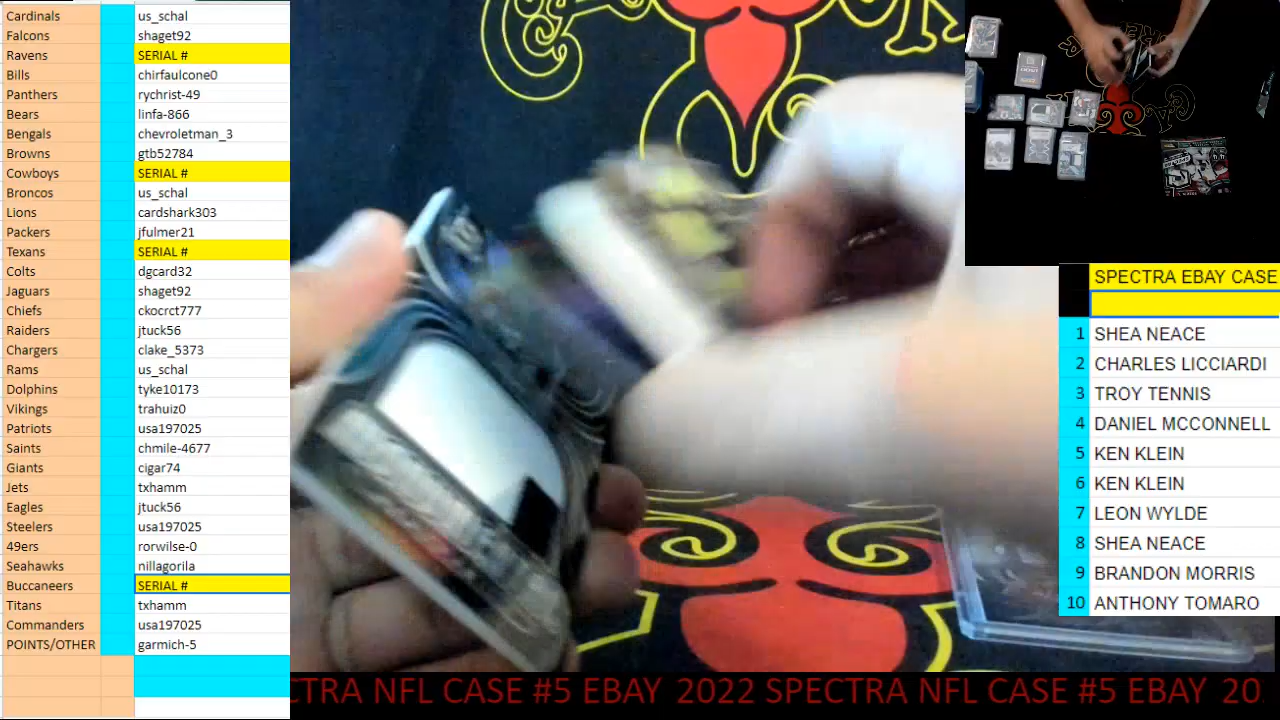 Cardinals us_schal
Falcons shaget92
Ravens SERIAL #
Bills chirfaulcone0
Panthers rychrist-49
Bears linfa-866
Bengals chevroletman_3
Browns gtb52784
Cowboys SERIAL #
Broncos us_schal
Lions cardshark303
Packers jfulmer21
Texans SERIAL #
Colts dgcard32
Jaguars shaget92
Chiefs ckocrct777
Raiders jtuck56
Chargers clake_5373
Rams us_schal
Dolphins tyke10173
Vikings trahuiz0
Patriots usa197025
Saints chmile-4677
Giants cigar74
Jets txhamm
Eagles jtuck56
Steelers usa197025
49ers rorwilse-0
Seahawks nillagorila
Buccaneers SERIAL #
Titans txhamm
Commanders usa197025
POINTS/OTHER garmich-5
SPECTRA EBAY CASE
1 SHEA NEACE
2 CHARLES LICCIARDI
3 TROY TENNIS
4 DANIEL MCCONNELL
5 KEN KLEIN
6 KEN KLEIN
7 LEON WYLDE
8 SHEA NEACE
9 BRANDON MORRIS
10 ANTHONY TOMARO
CTRA NFL CASE #5 EBAY 2022 SPECTRA NFL CASE #5 EBAY 20